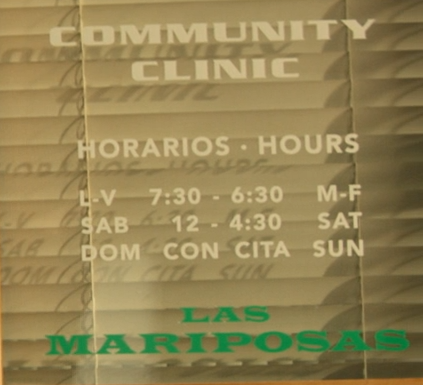 COMMUNITY
CLINIC
HORARIOS · HOURS
L-V 7:30 - 6:30 M-F
SAB 12 - 4:30 SAT
DOM CON CITA SUN
LAS
MARIPOSAS